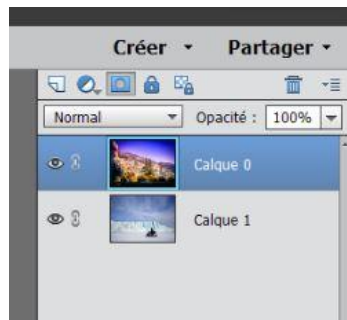 Créer Partager
Normal Opacité : 100%
Calque 0
Calque 1